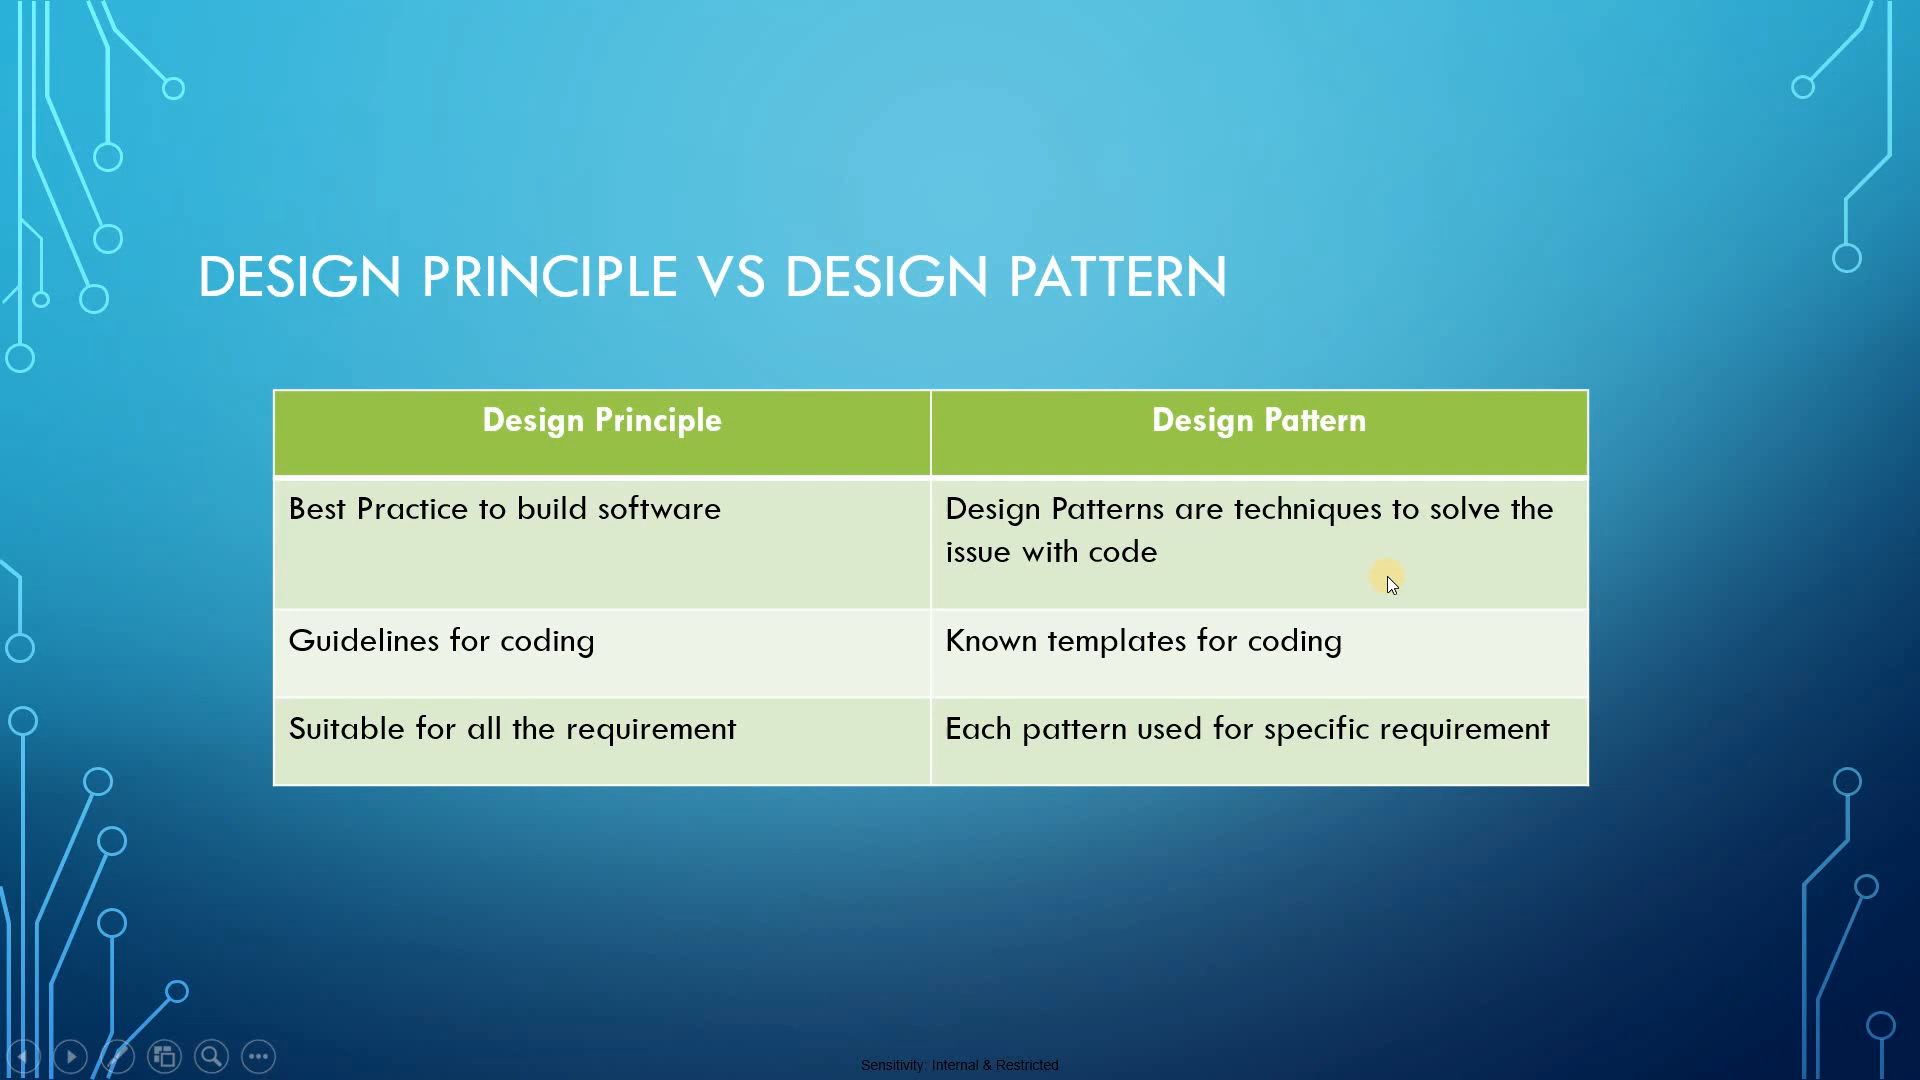 DESIGN PRINCIPLE VS DESIGN PATTERN
Design Principle
Design Pattern
Best Practice to build software
Design Patterns are techniques to solve the
issue with code
Guidelines for coding
Known templates for coding
Suitable for all the requirement
Each pattern used for specific requirement
Sensitivity: Internal & Restricted